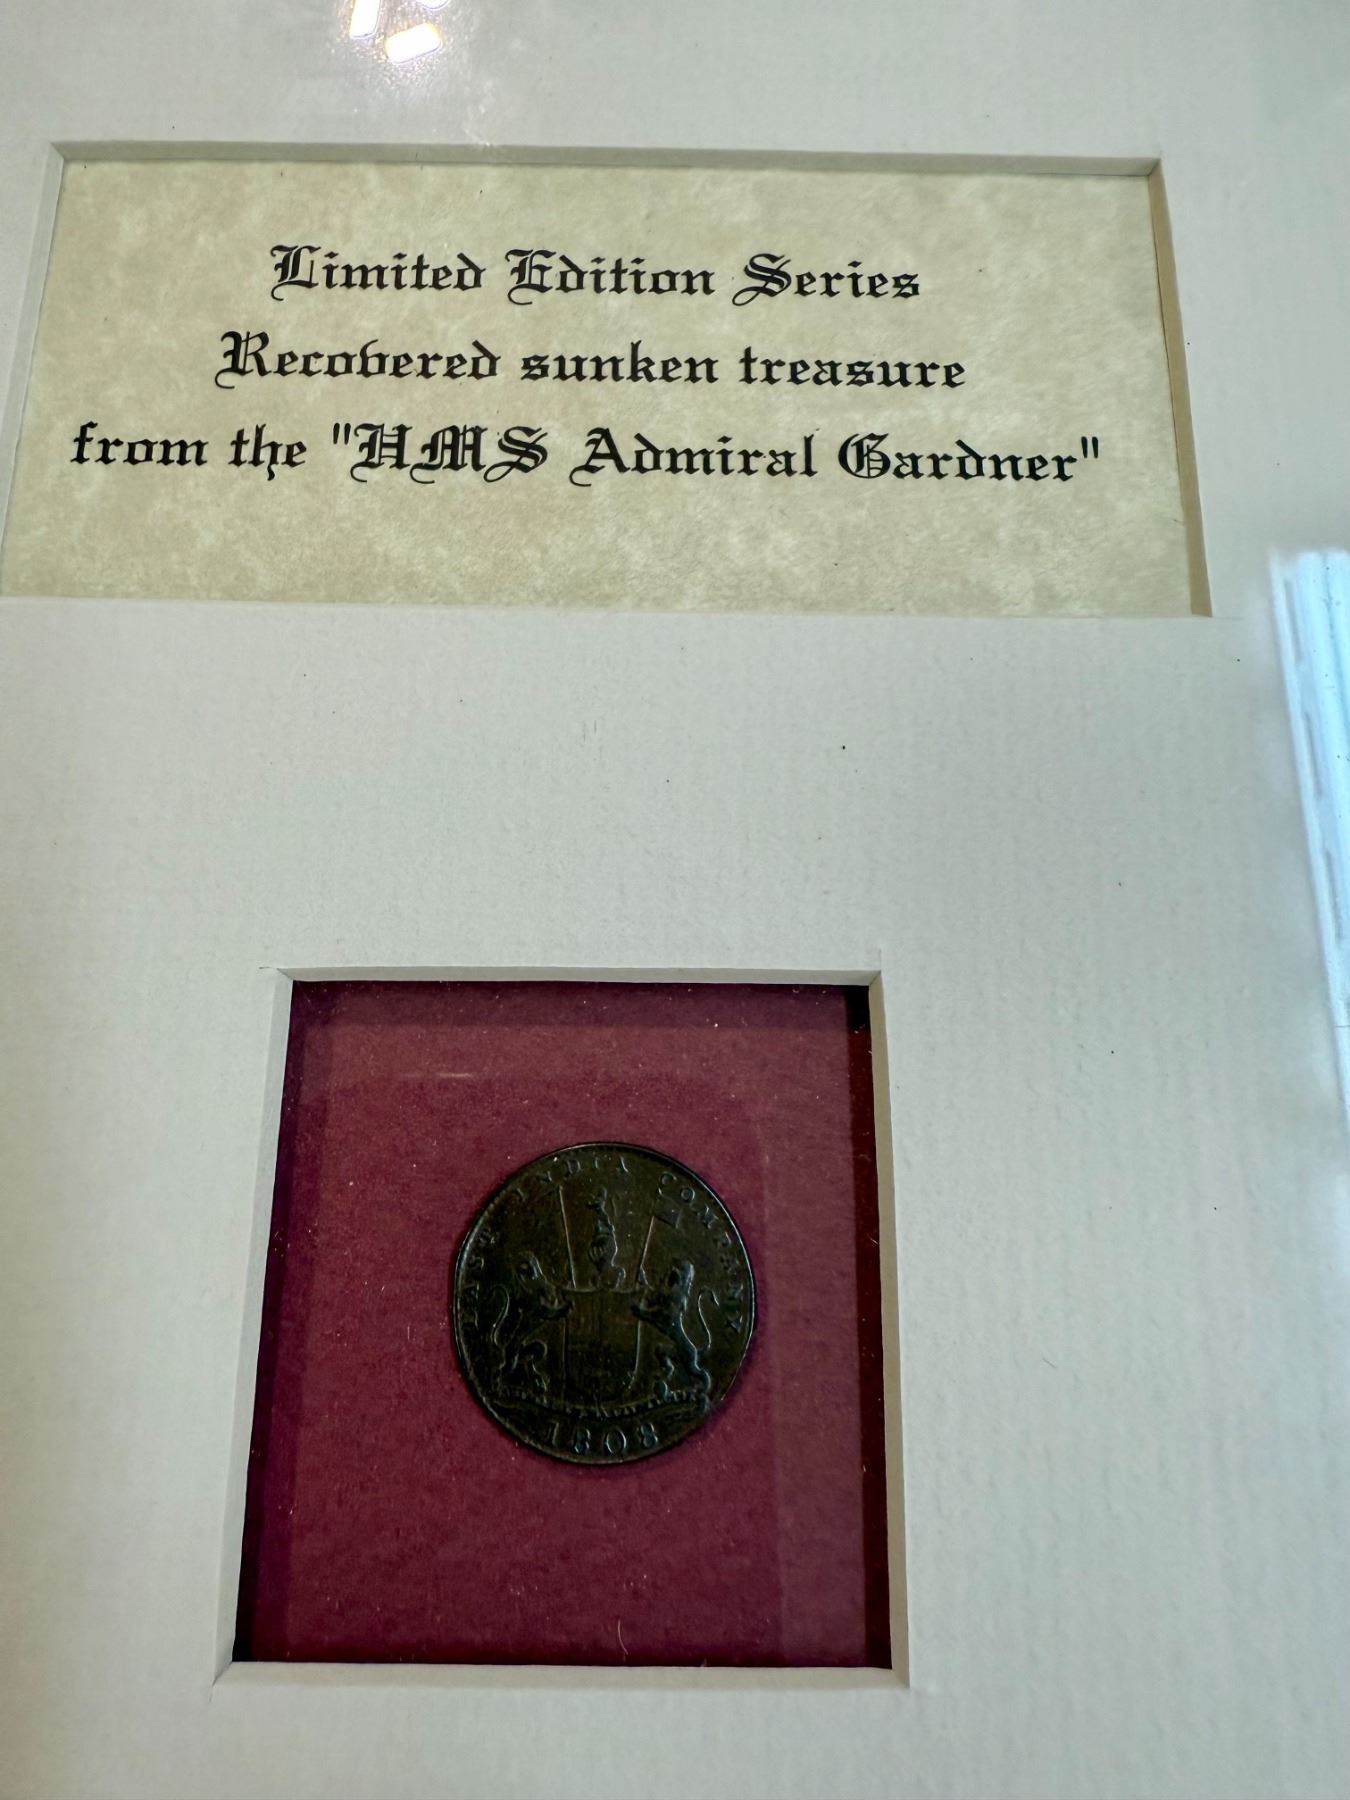 Limited Edition Series
Recovered sunken treasure
from the "HMS Admiral Gardner"
EAST INDIA COMPANY
1808